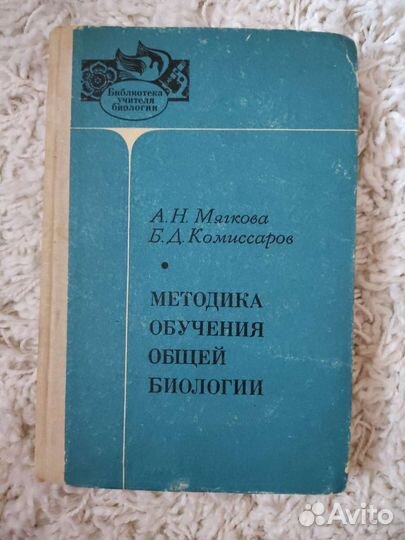 Библиотека
учителя
биологии
А.Н. Мягкова
Б.Д. Комиссаров
МЕТОДИКА
ОБУЧЕНИЯ
ОБЩЕЙ
БИОЛОГИИ
Avito